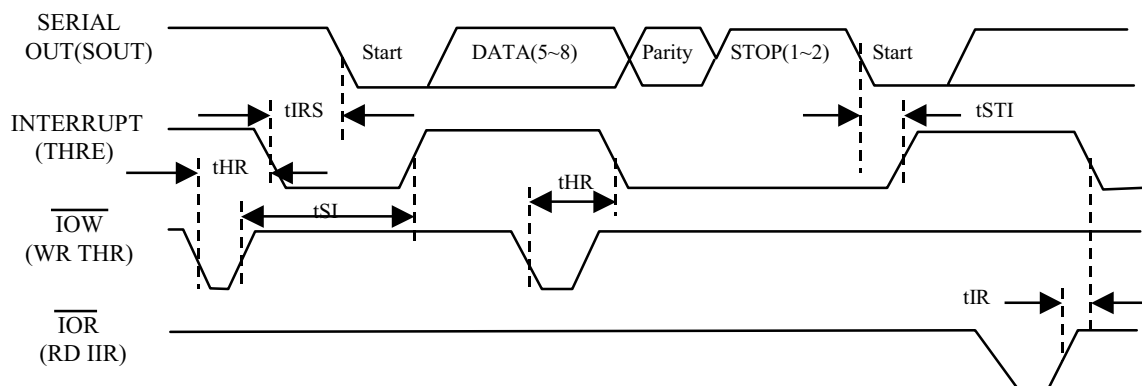 SERIAL
OUT(SOUT)
Start
DATA(5~8)
Parity
STOP(1~2)
Start
tIRS
tSTI
INTERRUPT
(THRE)
tHR
tHR
tSI
IOW
(WR THR)
tIR
IOR
(RD IIR)